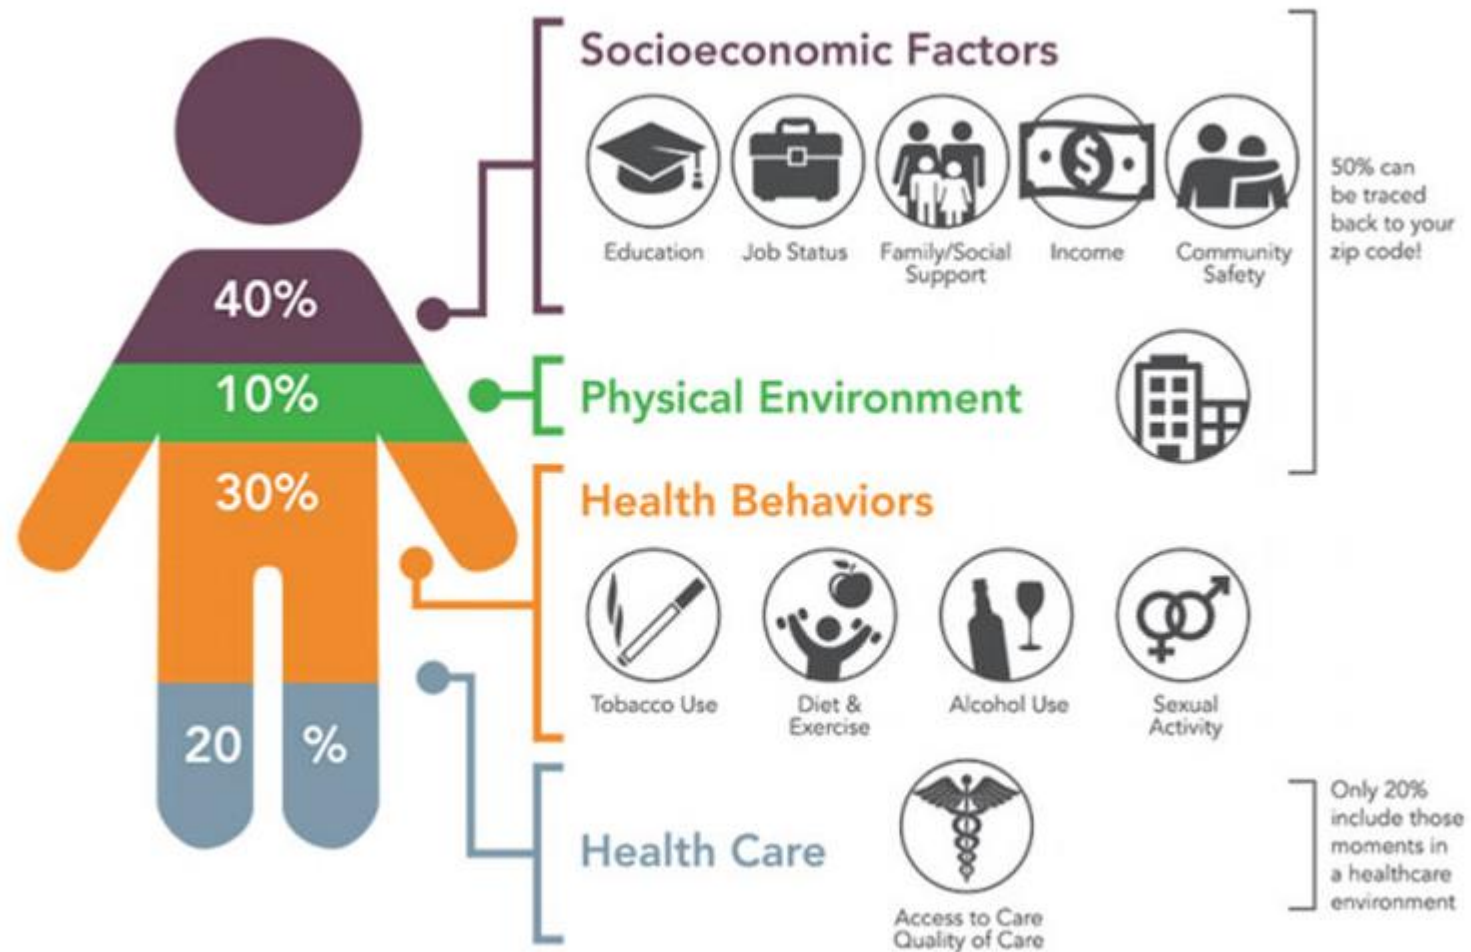 Socioeconomic Factors
Education
Job Status
Family/Social
Support
Income
Community
Safety
50% can
be traced
back to your
zip code!
40%
10%
Physical Environment
30%
Health Behaviors
Tobacco Use
Diet &
Exercise
Alcohol Use
Sexual
Activity
20 %
Health Care
Access to Care
Quality of Care
Only 20%
include those
moments in
a healthcare
environment